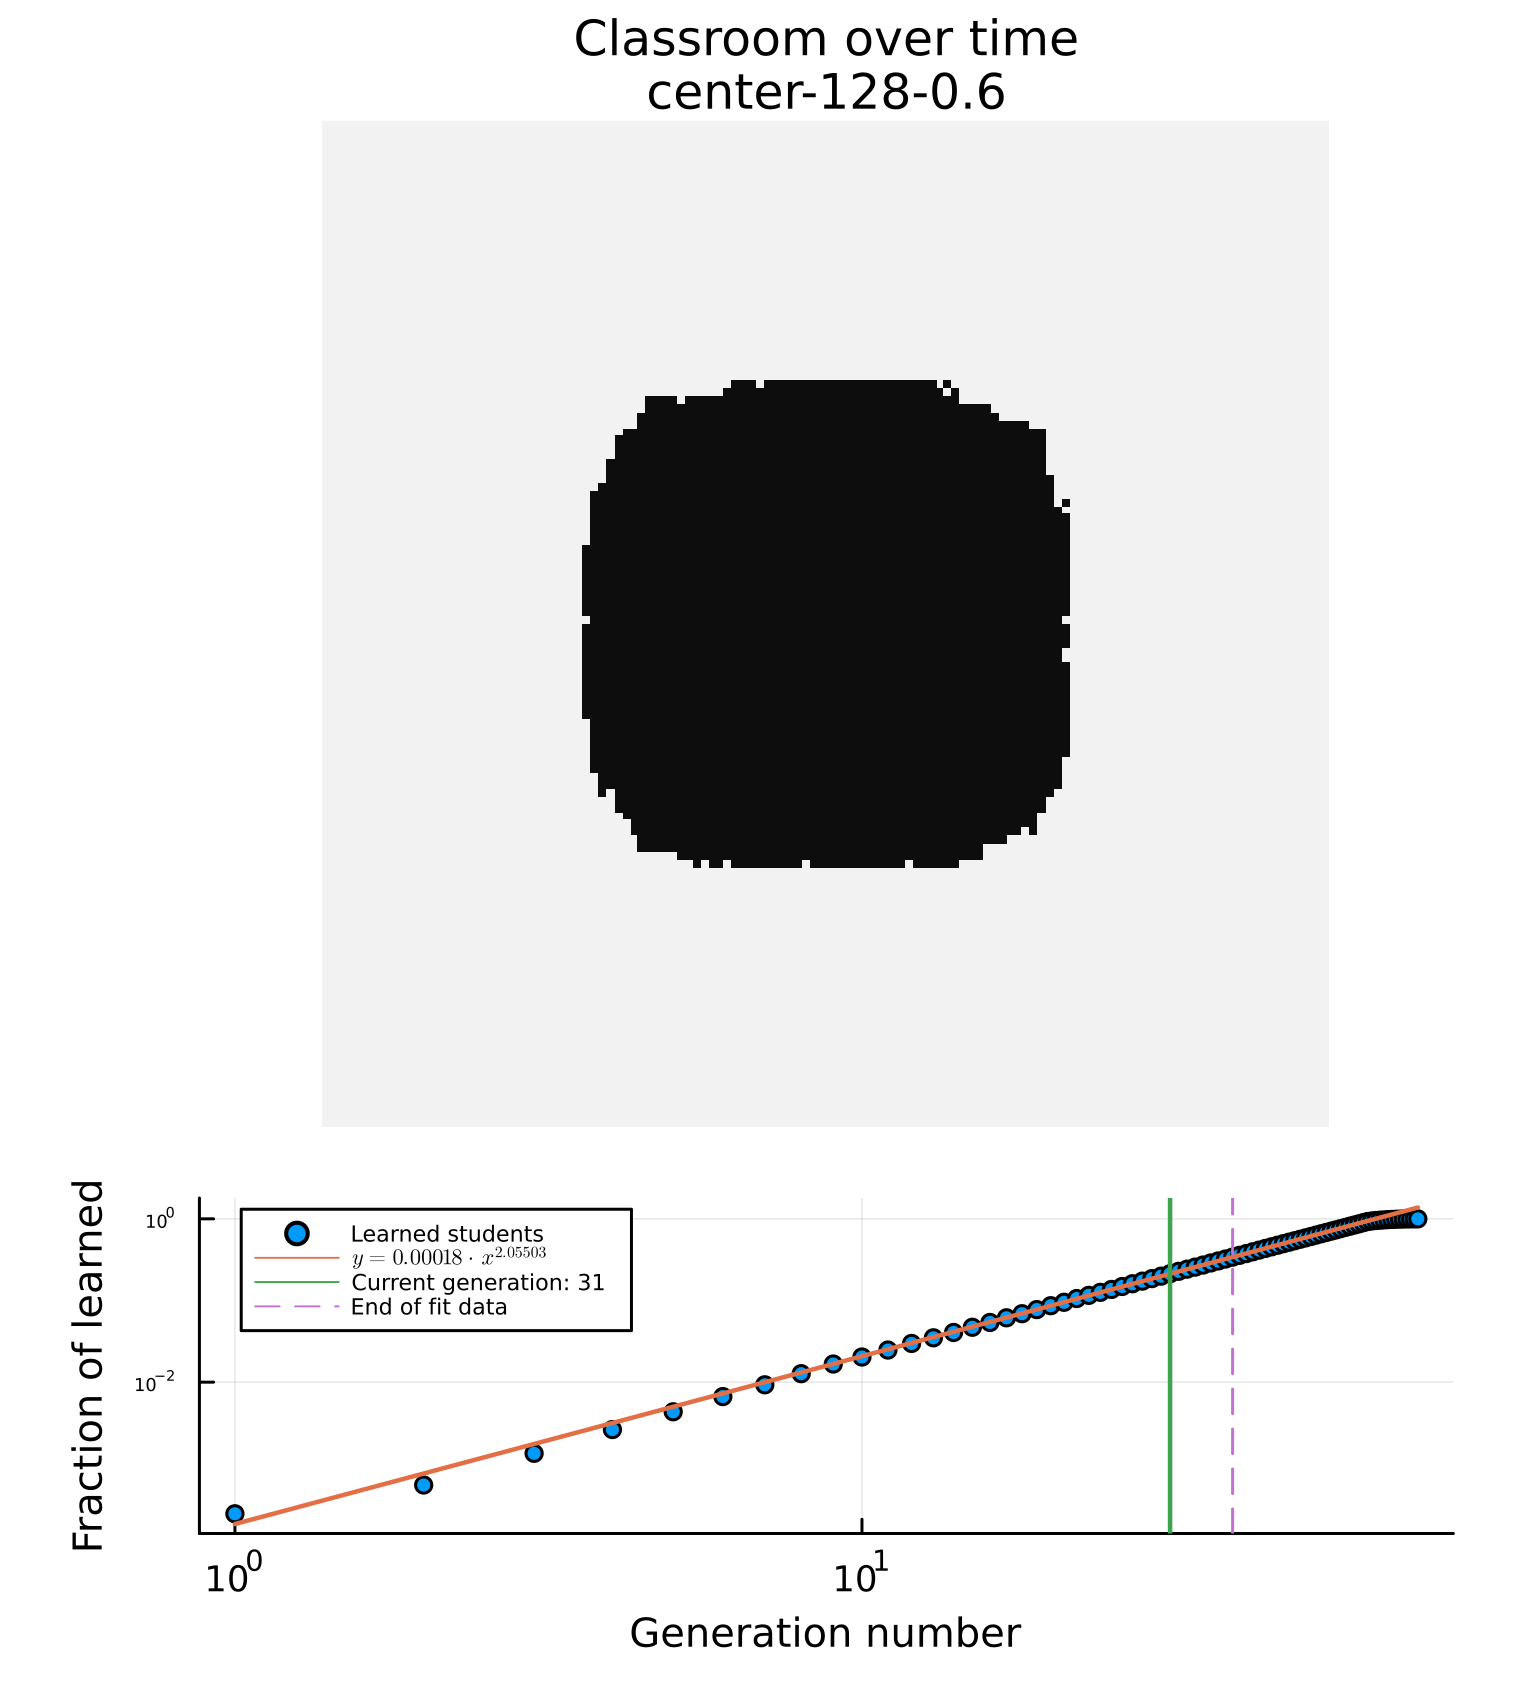 Classroom over time
center-128-0.6
Fraction of learned
10^0
10^-2
Learned students
y = 0.00018 · x^2.05503
Current generation: 31
End of fit data
10^0
10^1
Generation number